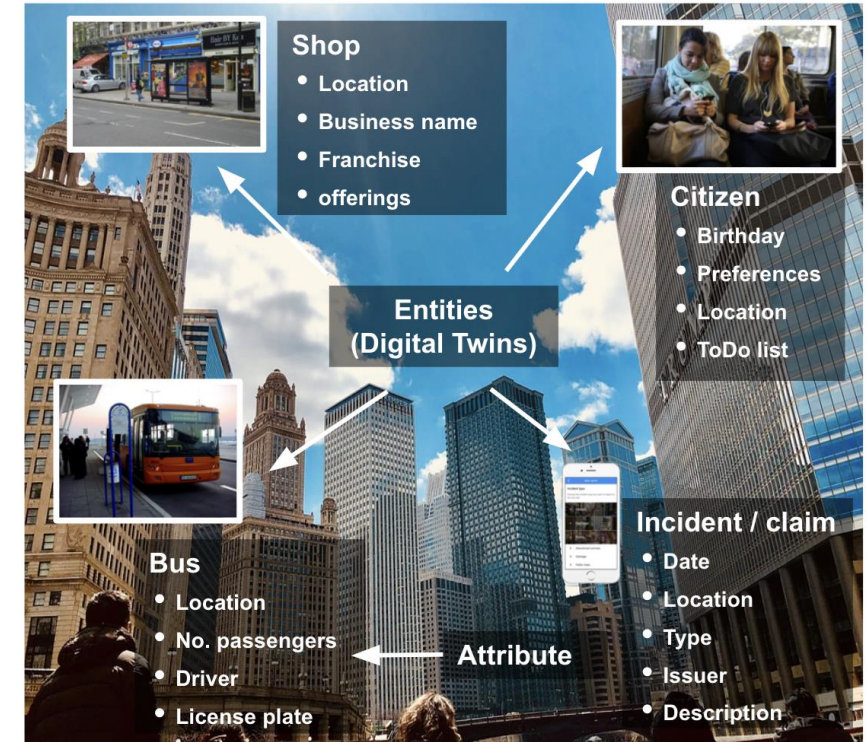 Shop
• Location
• Business name
• Franchise
• offerings
Citizen
• Birthday
• Preferences
• Location
• ToDo list
Entities
(Digital Twins)
Bus
• Location
• No. passengers
• Driver
• License plate
Attribute
Incident / claim
• Date
• Location
• Type
• Issuer
• Description